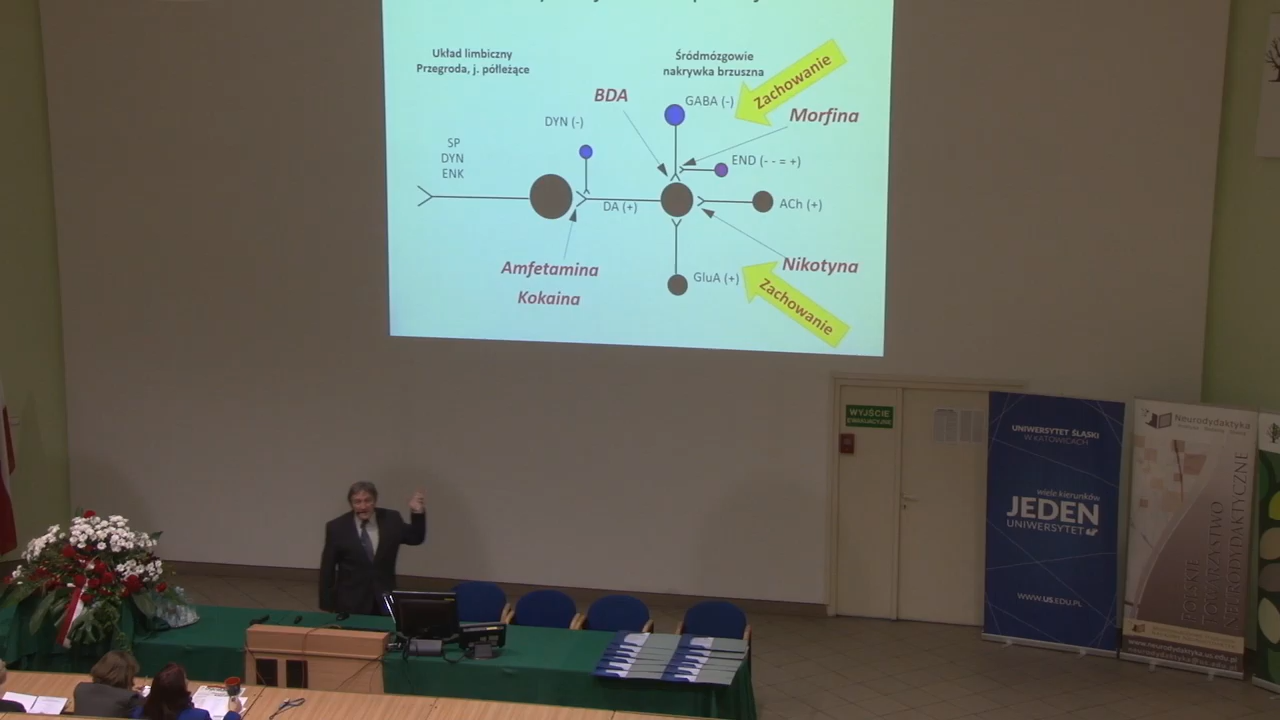 Układ limbiczny
Przegroda, j. półleżące
Śródmózgowie
nakrywka brzuszna
Zachowanie
BDA
GABA (-)
Morfina
DYN (-)
SP
DYN
ENK
END (- - = +)
DA (+)
ACh (+)
Amfetamina
Kokaina
Nikotyna
GluA (+)
Zachowanie
WYJŚCIE
EWAKUACYJNE
UNIWERSYTET ŚLĄSKI
W KATOWICACH
wiele kierunków
JEDEN
UNIWERSYTET
WWW.US.EDU.PL
Neurodydaktyka
POLSKIE
TOWARZYSTWO
NEURODYDAKTYCZNE